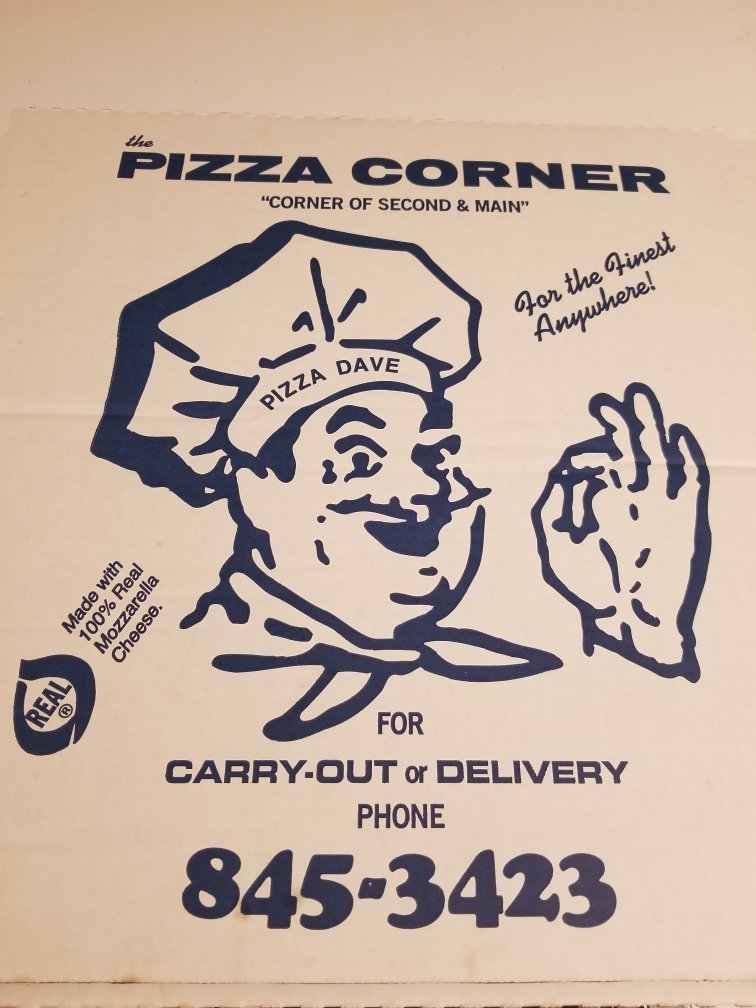 the
PIZZA CORNER
"CORNER OF SECOND & MAIN"
For the Finest
Anywhere!
PIZZA DAVE
Made with
100% Real
Mozzarella
Cheese.
REAL®
FOR
CARRY-OUT or DELIVERY
PHONE
845-3423